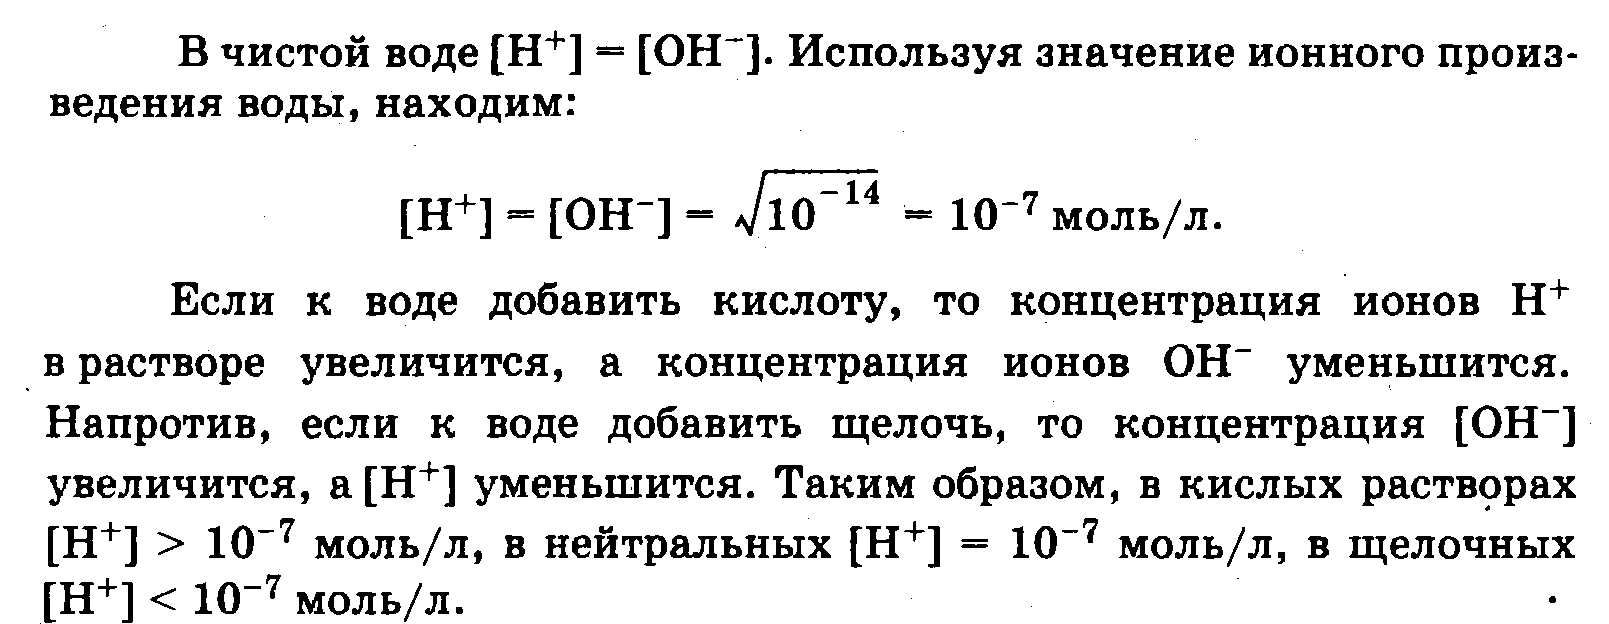 В чистой воде [H⁺] = [OH⁻]. Используя значение ионного произ-
ведения воды, находим:
[H⁺] = [OH⁻] = √10⁻¹⁴ = 10⁻⁷ моль/л.
Если к воде добавить кислоту, то концентрация ионов H⁺
в растворе увеличится, а концентрация ионов OH⁻ уменьшится.
Напротив, если к воде добавить щелочь, то концентрация [OH⁻]
увеличится, а [H⁺] уменьшится. Таким образом, в кислых растворах
[H⁺] > 10⁻⁷ моль/л, в нейтральных [H⁺] = 10⁻⁷ моль/л, в щелочных
[H⁺] < 10⁻⁷ моль/л.